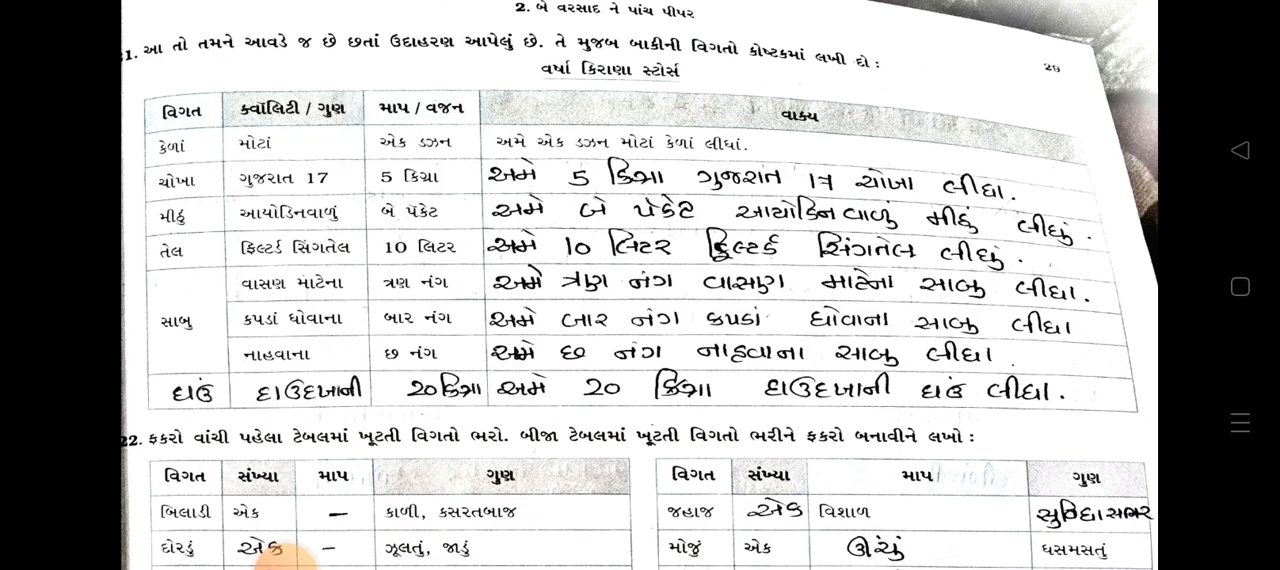 2. બે વરસાદ ને પાંચ પીપર
21. આ તો તમને આવડે જ છે છતાં ઉદાહરણ આપેલું છે. તે મુજબ બાકીની વિગતો કોષ્ટકમાં લખી દો :
29
વર્ષા કિરાણા સ્ટોર્સ
વિગત ક્વૉલિટી / ગુણ માપ / વજન વાક્ય
કેળાં મોટાં એક ડઝન અમે એક ડઝન મોટાં કેળાં લીધાં.
ચોખા ગુજરાત 17 5 કિગ્રા અમે 5 કિગ્રા ગુજરાત 17 ચોખા લીધા.
મીઠું આયોડિનવાળું બે પૅકેટ અમે બે પેકેટ આયોડિનવાળું મીઠું લીધું.
તેલ ફિલ્ટર્ડ સિંગતેલ 10 લિટર અમે 10 લિટર ફિલ્ટર્ડ સિંગતેલ લીધું.
સાબુ વાસણ માટેના ત્રણ નંગ અમે ત્રણ નંગ વાસણ માટેના સાબુ લીધા.
કપડાં ધોવાના બાર નંગ અમે બાર નંગ કપડાં ધોવાના સાબુ લીધા
નાહવાના છ નંગ અમે છ નંગ નાહવાના સાબુ લીધા.
ઘઉં દાઉદખાની 20 કિગ્રા અમે 20 કિગ્રા દાઉદખાની ઘઉં લીધા.
22. ફકરો વાંચી પહેલા ટેબલમાં ખૂટતી વિગતો ભરો. બીજા ટેબલમાં ખૂટતી વિગતો ભરીને ફકરો બનાવીને લખો :
વિગત સંખ્યા માપ ગુણ
બિલાડી એક – કાળી, કસરતબાજ
દોરડું એક – ઝૂલતું, જાડું
વિગત સંખ્યા માપ ગુણ
જહાજ એક વિશાળ સુવિધાસભર
મોજું એક ઊંચું ધસમસતું